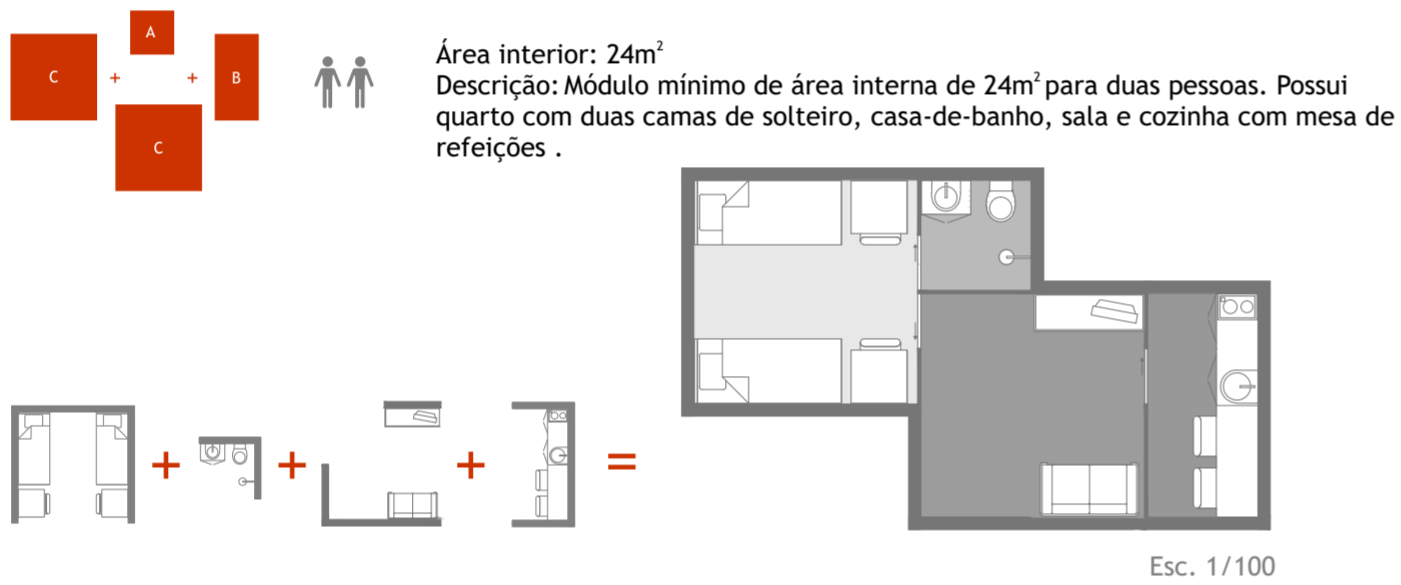 A
C + + B
C
Área interior: 24m²
Descrição: Módulo mínimo de área interna de 24m² para duas pessoas. Possui
quarto com duas camas de solteiro, casa-de-banho, sala e cozinha com mesa de
refeições .
+ + + =
Esc. 1/100